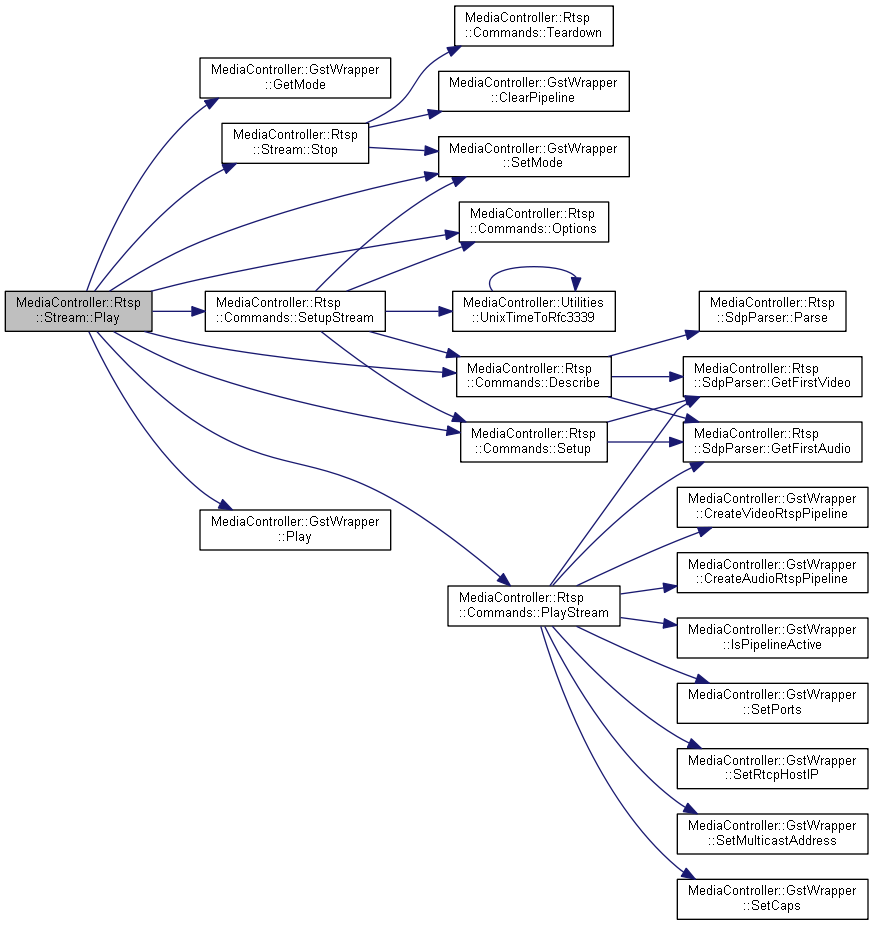 MediaController::Rtsp
::Stream::Play
MediaController::GstWrapper
::GetMode
MediaController::Rtsp
::Stream::Stop
MediaController::Rtsp
::Commands::SetupStream
MediaController::GstWrapper
::Play
MediaController::Rtsp
::Commands::Teardown
MediaController::GstWrapper
::ClearPipeline
MediaController::GstWrapper
::SetMode
MediaController::Rtsp
::Commands::Options
MediaController::Utilities
::UnixTimeToRfc3339
MediaController::Rtsp
::Commands::Describe
MediaController::Rtsp
::Commands::Setup
MediaController::Rtsp
::Commands::PlayStream
MediaController::Rtsp
::SdpParser::Parse
MediaController::Rtsp
::SdpParser::GetFirstVideo
MediaController::Rtsp
::SdpParser::GetFirstAudio
MediaController::GstWrapper
::CreateVideoRtspPipeline
MediaController::GstWrapper
::CreateAudioRtspPipeline
MediaController::GstWrapper
::IsPipelineActive
MediaController::GstWrapper
::SetPorts
MediaController::GstWrapper
::SetRtcpHostIP
MediaController::GstWrapper
::SetMulticastAddress
MediaController::GstWrapper
::SetCaps